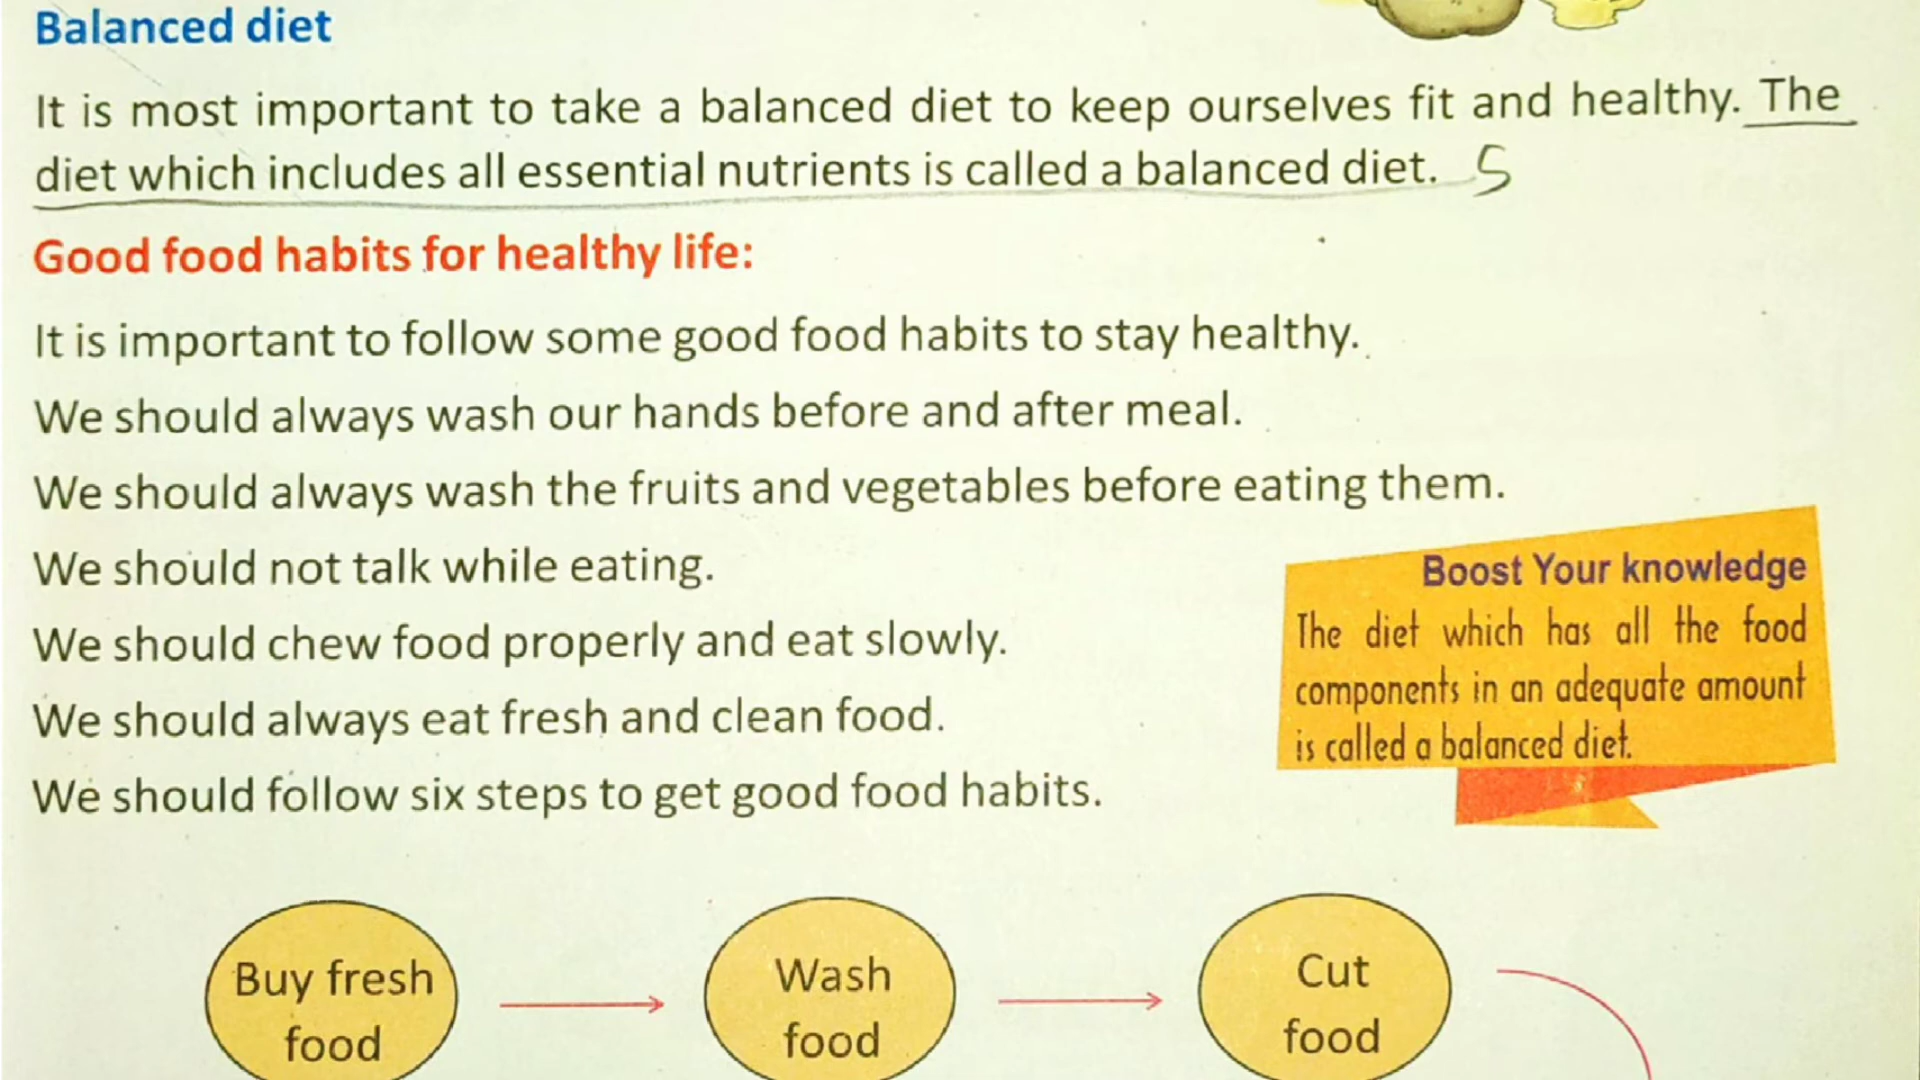 Balanced diet
It is most important to take a balanced diet to keep ourselves fit and healthy. The
diet which includes all essential nutrients is called a balanced diet. 5
Good food habits for healthy life:
It is important to follow some good food habits to stay healthy.
We should always wash our hands before and after meal.
We should always wash the fruits and vegetables before eating them.
We should not talk while eating.
We should chew food properly and eat slowly.
We should always eat fresh and clean food.
We should follow six steps to get good food habits.
Boost Your knowledge
The diet which has all the food
components in an adequate amount
is called a balanced diet.
Buy fresh
food
Wash
food
Cut
food